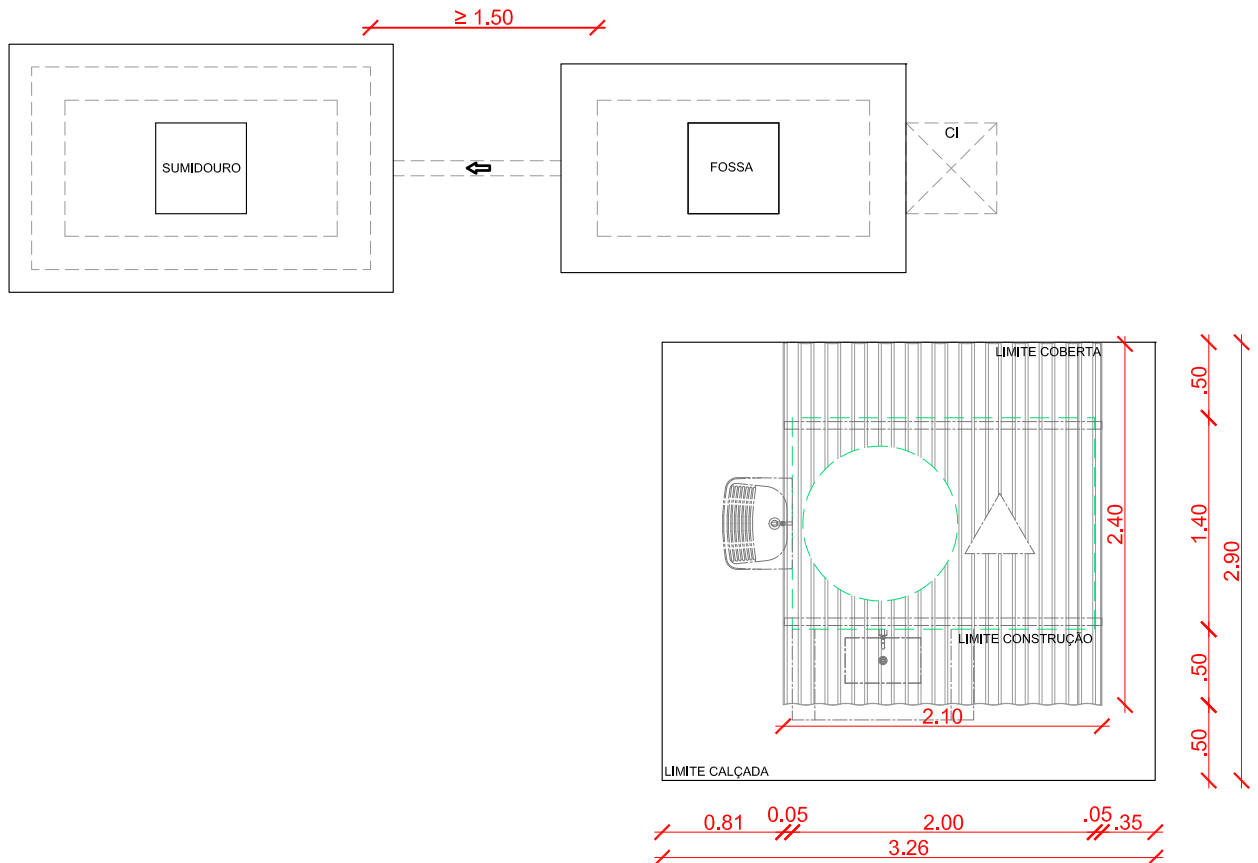 ≥ 1.50
SUMIDOURO
FOSSA
CI
LIMITE COBERTA
.50
1.40
2.40
2.90
LIMITE CONSTRUÇÃO
.50
2.10
.50
LIMITE CALÇADA
0.81 0.05 2.00 .05 .35
3.26